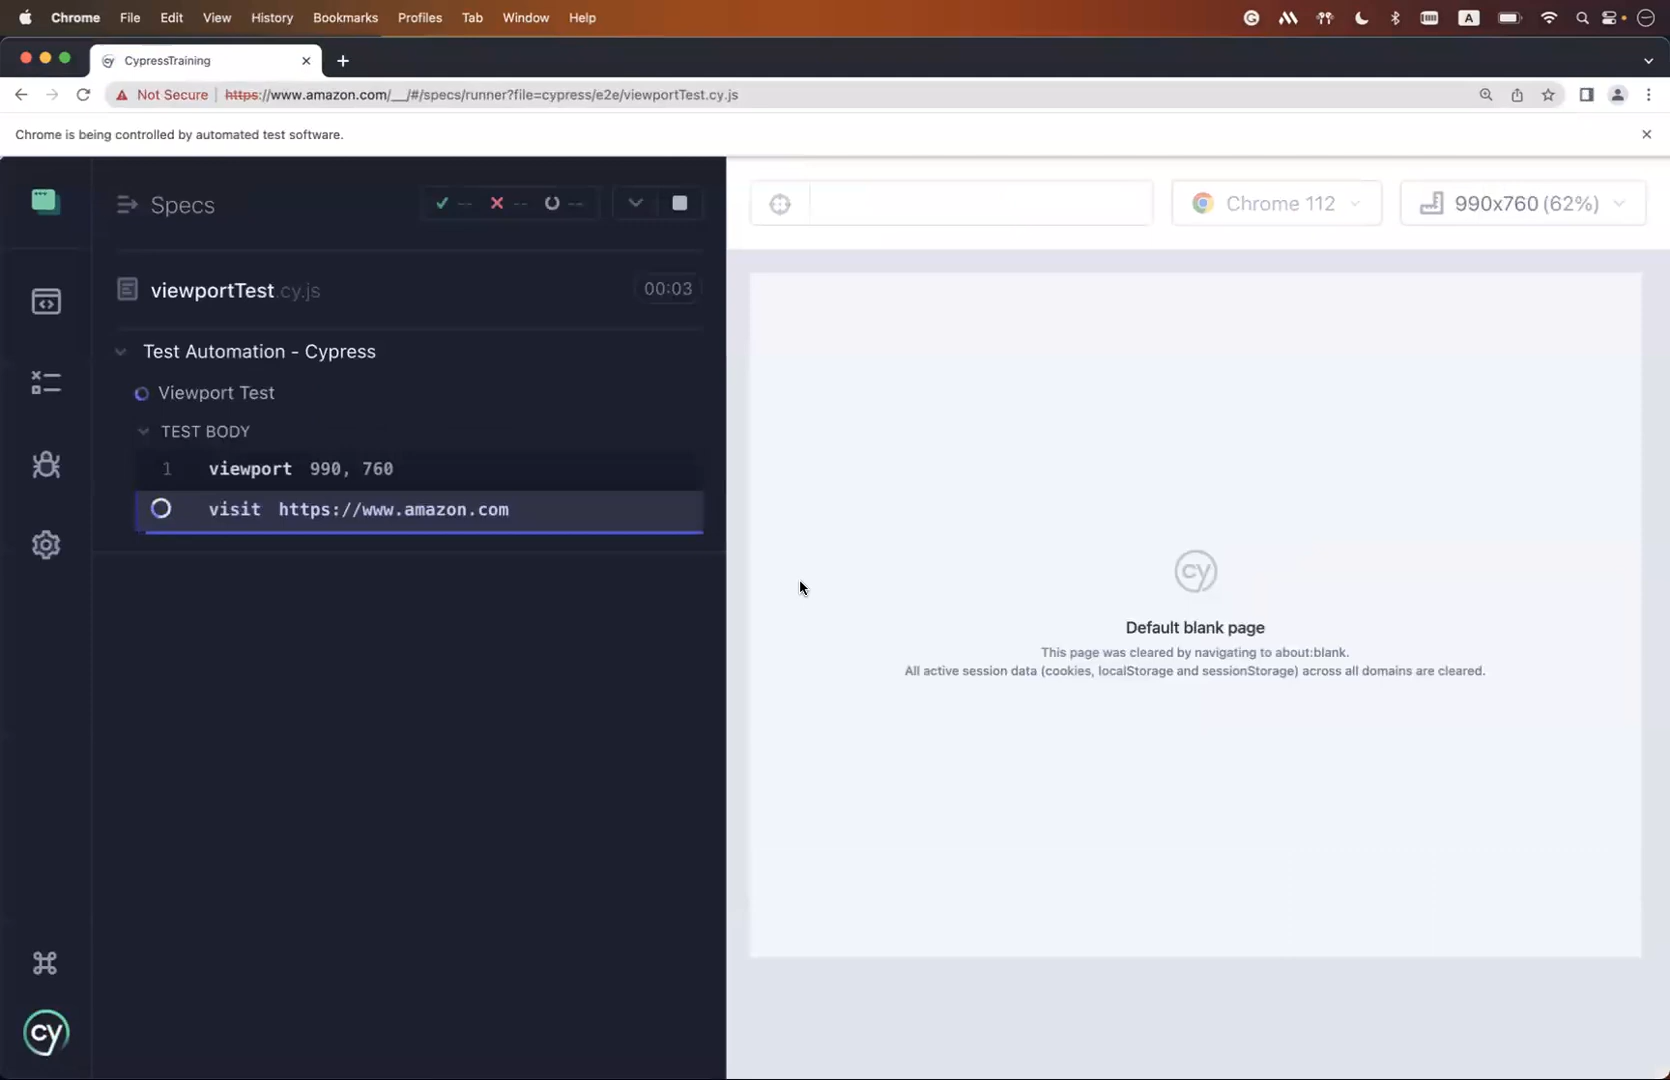 Chrome File Edit View History Bookmarks Profiles Tab Window Help A
cy CypressTraining
Not Secure https://www.amazon.com/__/#/specs/runner?file=cypress/e2e/viewportTest.cy.js
Chrome is being controlled by automated test software.
Specs -- -- --
Chrome 112 990x760 (62%)
viewportTest.cy.js 00:03
Test Automation - Cypress
Viewport Test
TEST BODY
1 viewport 990, 760
visit https://www.amazon.com
cy
Default blank page
This page was cleared by navigating to about:blank.
All active session data (cookies, localStorage and sessionStorage) across all domains are cleared.
cy